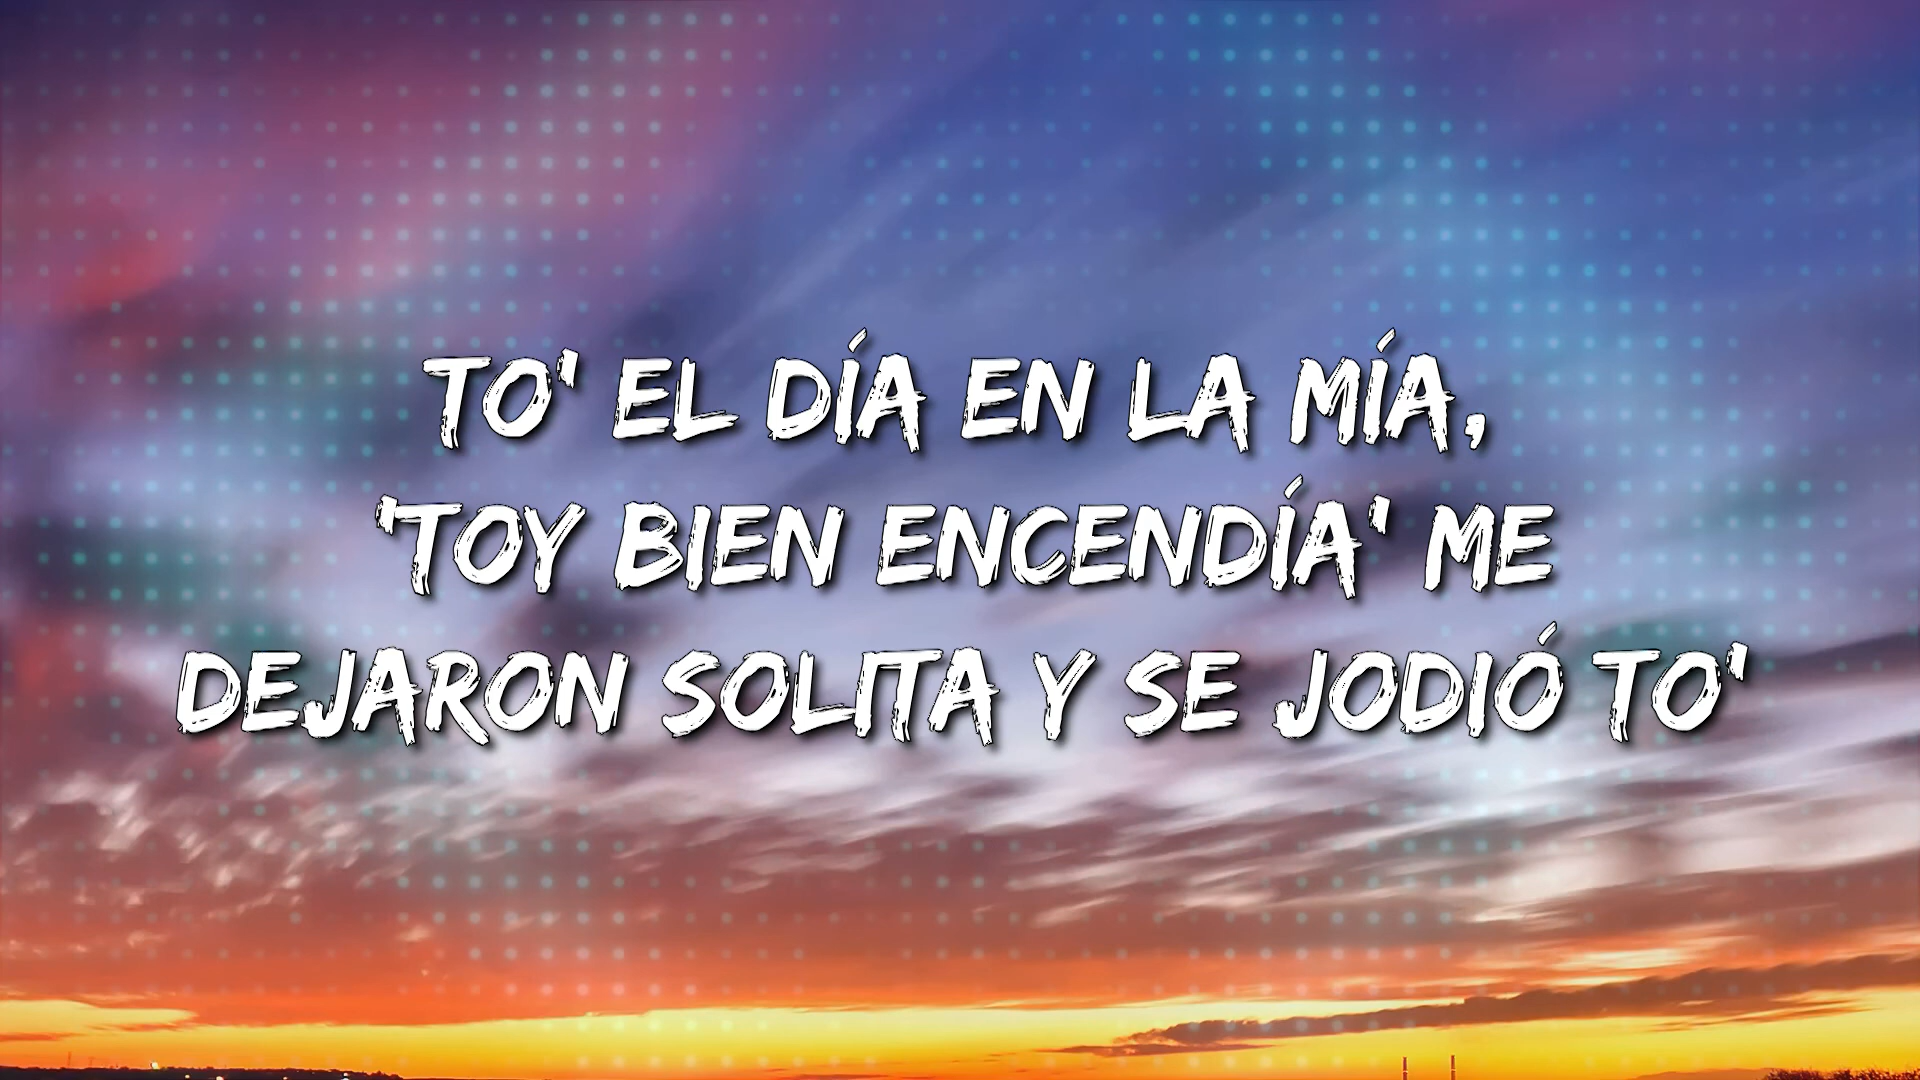 TO' EL DÍA EN LA MÍA,
'TOY BIEN ENCENDÍA' ME
DEJARON SOLITA Y SE JODIÓ TO'